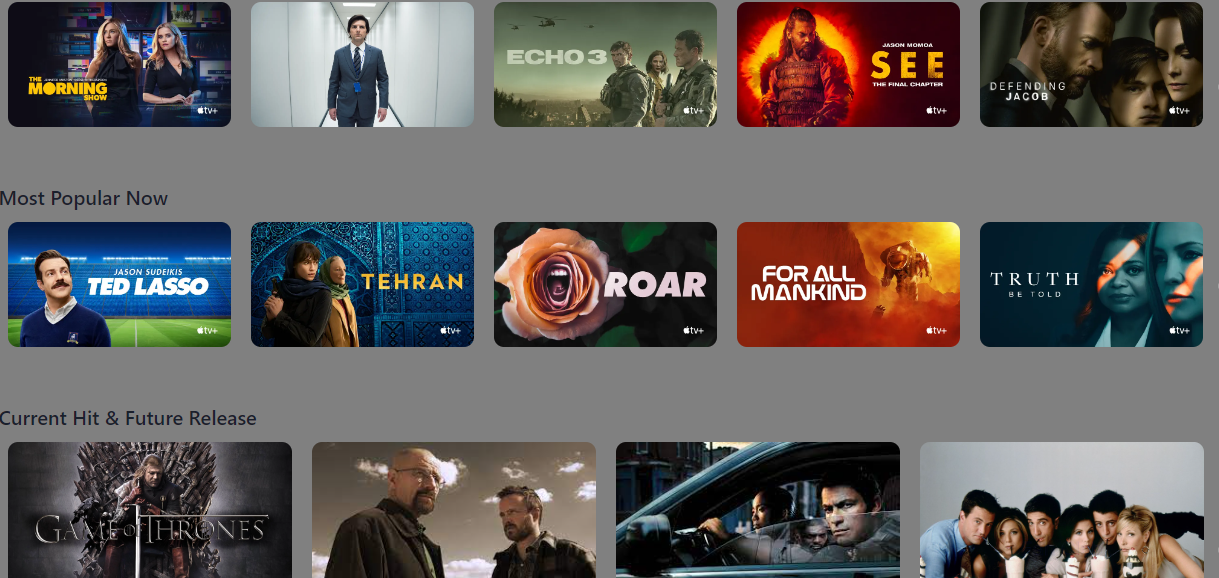 THE
MORNING
SHOW
tv+
ECHO 3
tv+
JASON MOMOA
SEE
THE FINAL CHAPTER
tv+
DEFENDING
JACOB
tv+
Most Popular Now
JASON SUDEIKIS
TED LASSO
tv+
TEHRAN
tv+
ROAR
tv+
FOR ALL
MANKIND
tv+
TRUTH
BE TOLD
tv+
Current Hit & Future Release
GAME OF THRONES